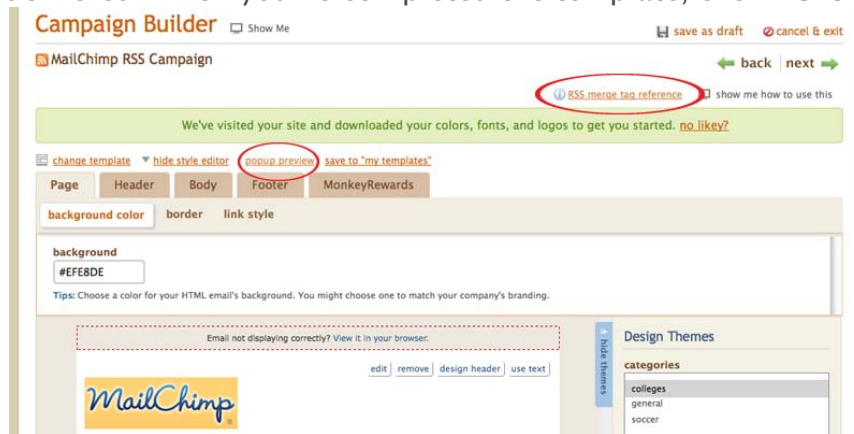 Campaign Builder Show Me
save as draft cancel & exit
MailChimp RSS Campaign
back next
RSS merge tag reference show me how to use this
We've visited your site and downloaded your colors, fonts, and logos to get you started. no likey?
change template hide style editor popup preview save to "my templates"
Page Header Body Footer MonkeyRewards
background color border link style
background
#EFE8DE
Tips: Choose a color for your HTML email's background. You might choose one to match your company's branding.
Email not displaying correctly? View it in your browser.
hide themes
Design Themes
edit remove design header use text
categories
MailChimp
colleges
general
soccer